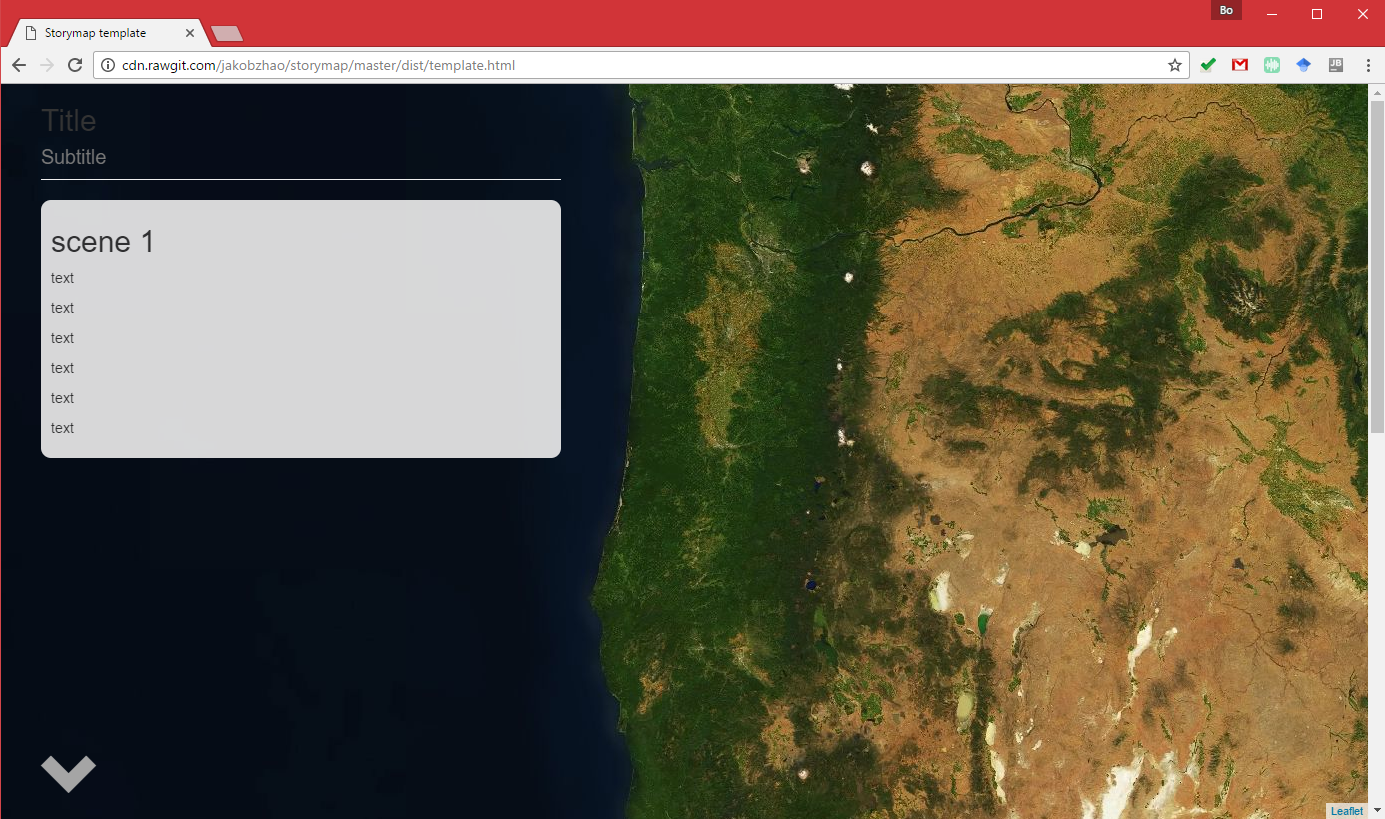 Bo
Storymap template
cdn.rawgit.com/jakobzhao/storymap/master/dist/template.html
JB
Title
Subtitle
scene 1
text
text
text
text
text
text
Leaflet